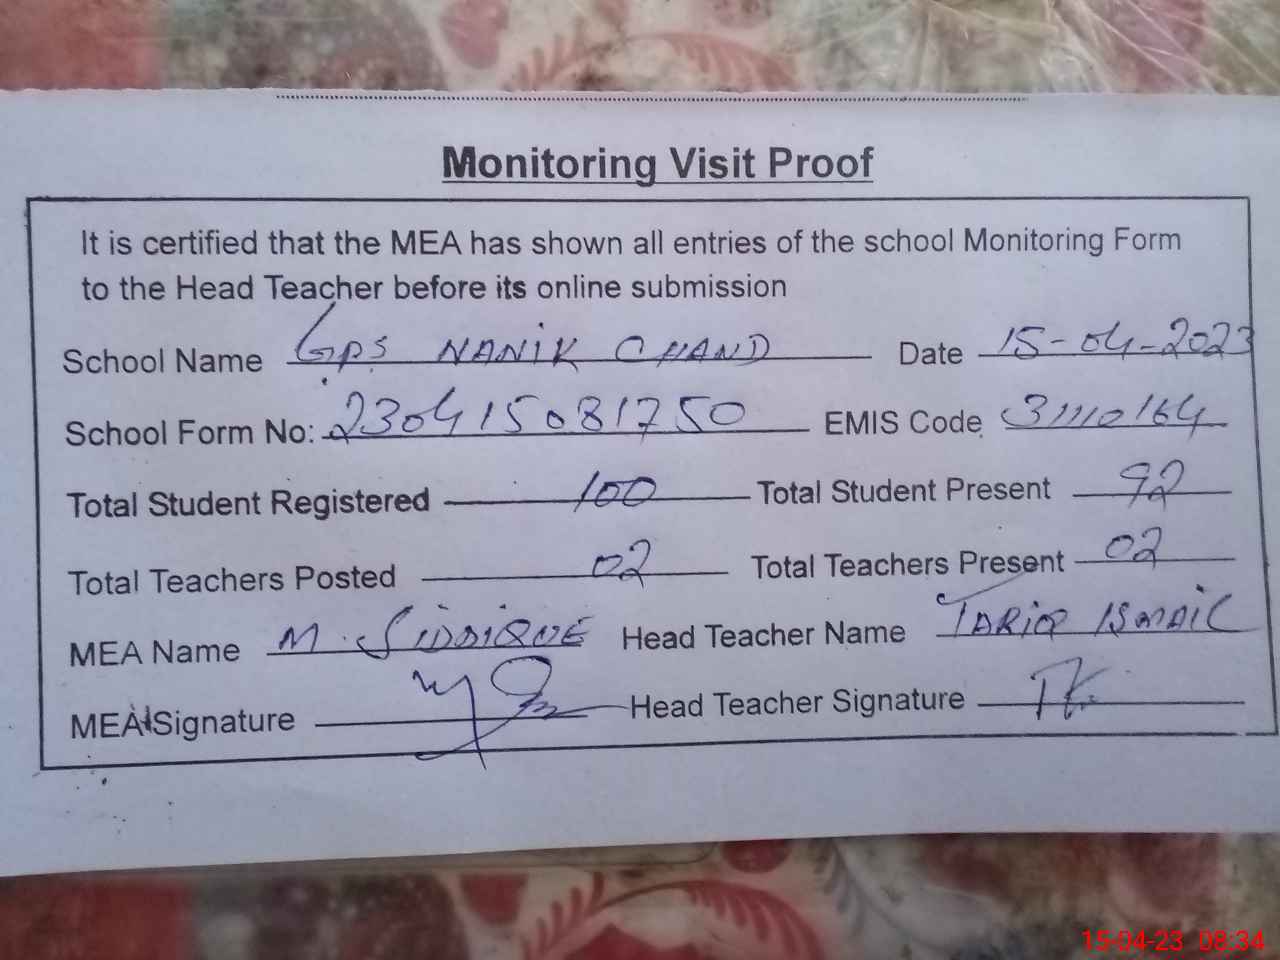 Monitoring Visit Proof
It is certified that the MEA has shown all entries of the school Monitoring Form
to the Head Teacher before its online submission
School Name GPS NANIK CHAND Date 15-04-2023
School Form No: 230415081750 EMIS Code 31110164
Total Student Registered 100 Total Student Present 92
Total Teachers Posted 02 Total Teachers Present 02
MEA Name M. SIDDIQUE Head Teacher Name TARIQ ISMAIL
MEA Signature Head Teacher Signature
15-04-23 08:34